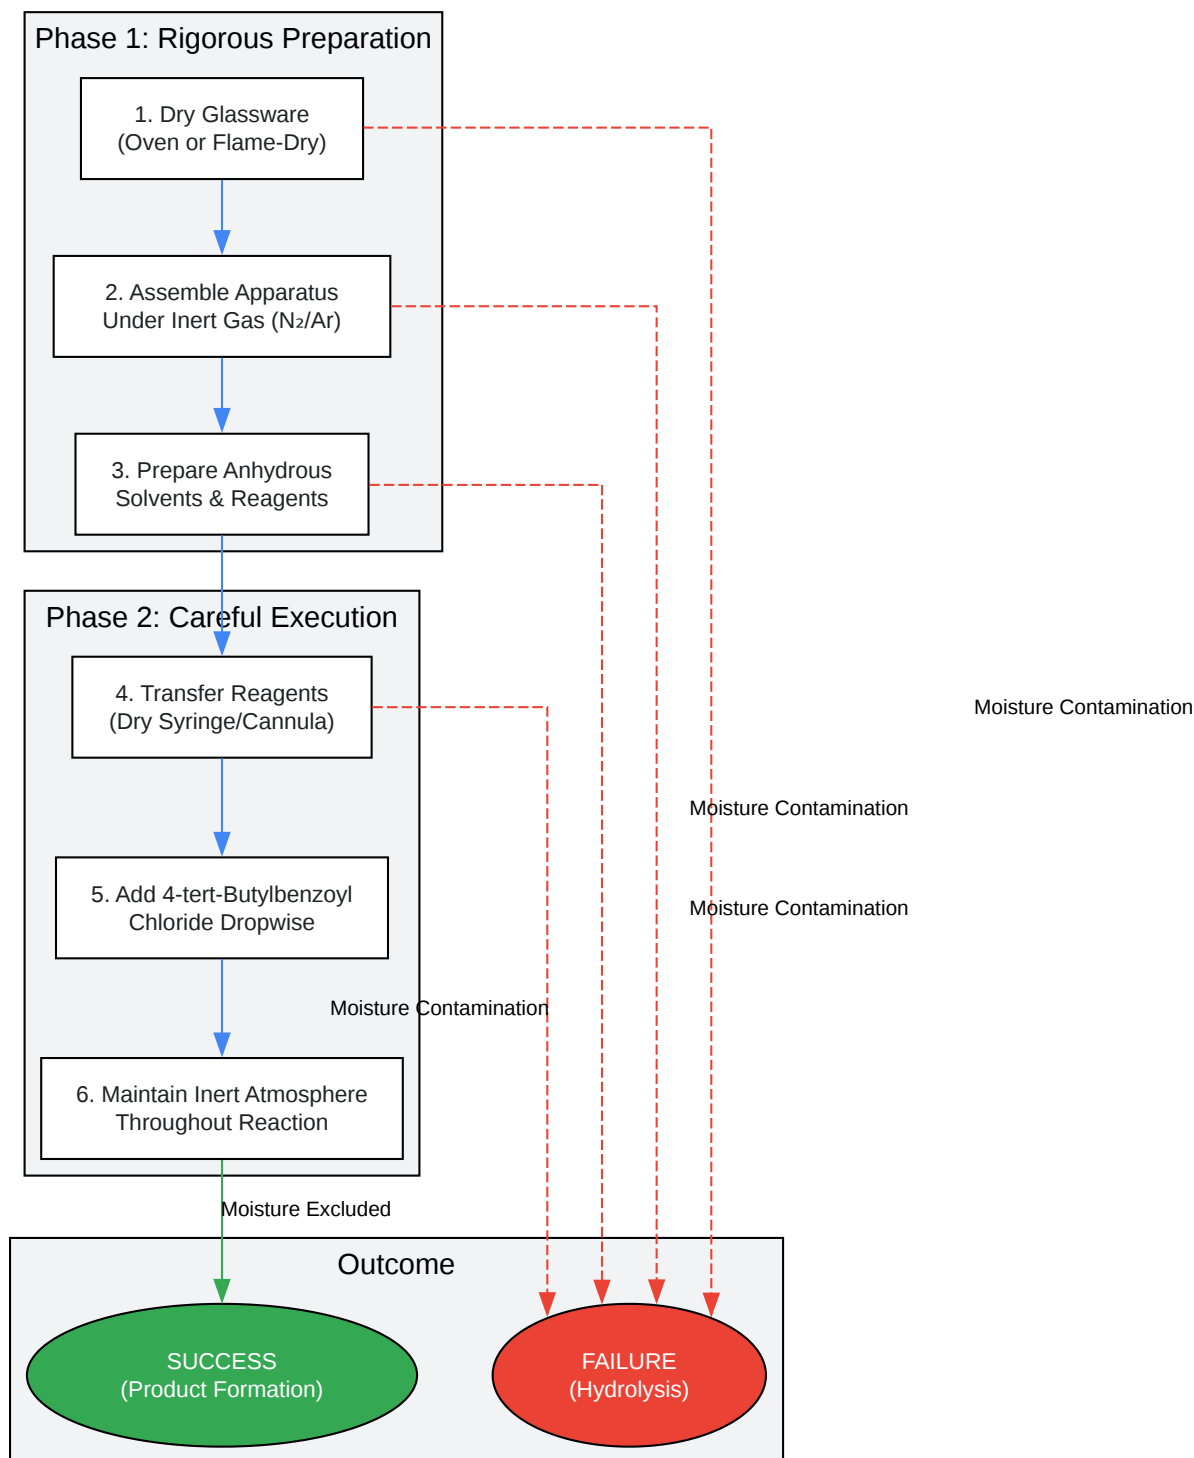 Phase 1: Rigorous Preparation
1. Dry Glassware
(Oven or Flame-Dry)
2. Assemble Apparatus
Under Inert Gas (N₂/Ar)
3. Prepare Anhydrous
Solvents & Reagents
Phase 2: Careful Execution
4. Transfer Reagents
(Dry Syringe/Cannula)
Moisture Contamination
Moisture Contamination
5. Add 4-tert-Butylbenzoyl
Chloride Dropwise
Moisture Contamination
Moisture Contamination
6. Maintain Inert Atmosphere
Throughout Reaction
Moisture Excluded
Outcome
SUCCESS
(Product Formation)
FAILURE
(Hydrolysis)